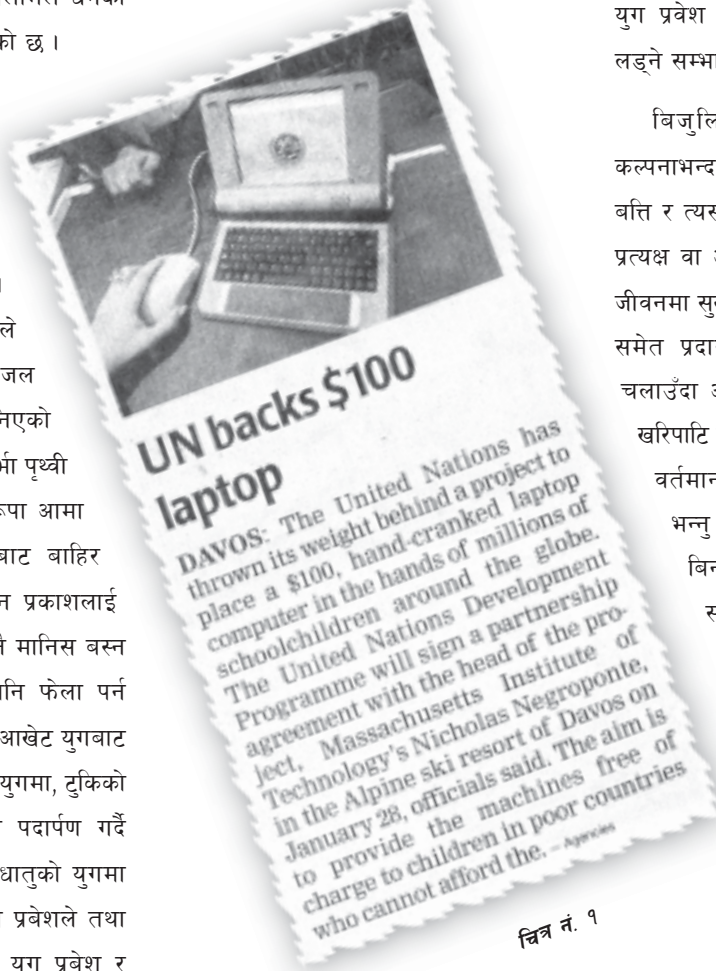 को छ ।
।
ले
जल
पृथ्वी
आमा
बाट बाहिर
प्रकाशलाई
मानिस बस्न
फेला पर्न
आखेट युगबाट
युगमा, टुकिको
पदार्पण गर्दै
धातुको युगमा
प्रबेशले तथा
युग प्रबेश र
UN backs $100
laptop
DAVOS: The United Nations has
thrown its weight behind a project to
place a $100, hand-cranked laptop
computer in the hands of millions of
schoolchildren around the globe.
The United Nations Development
Programme will sign a partnership
agreement with the head of the pro-
ject, Massachusetts Institute of
Technology's Nicholas Negroponte,
in the Alpine ski resort of Davos on
January 28, officials said. The aim is
to provide the machines free of
charge to children in poor countries
who cannot afford the. – Agencies
चित्र नं. १
युग प्रवेश
लड्ने सम्भा
बिजुलि
कल्पनाभन्द
बत्ति र त्यस
प्रत्यक्ष वा
जीवनमा सु
समेत प्रदा
चलाउँदा
खरिपाटि
वर्तमान
भन्नु
बिन
स